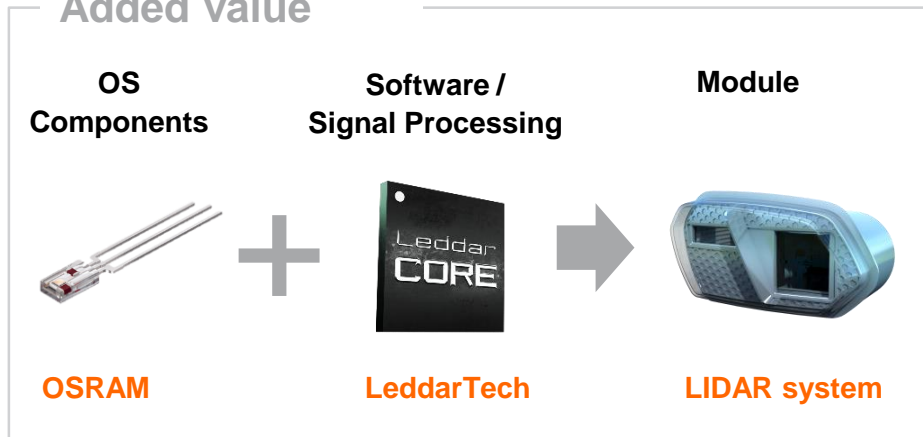 Added Value
OS
Components
Software /
Signal Processing
Module
Leddar
CORE
OSRAM
LeddarTech
LIDAR system